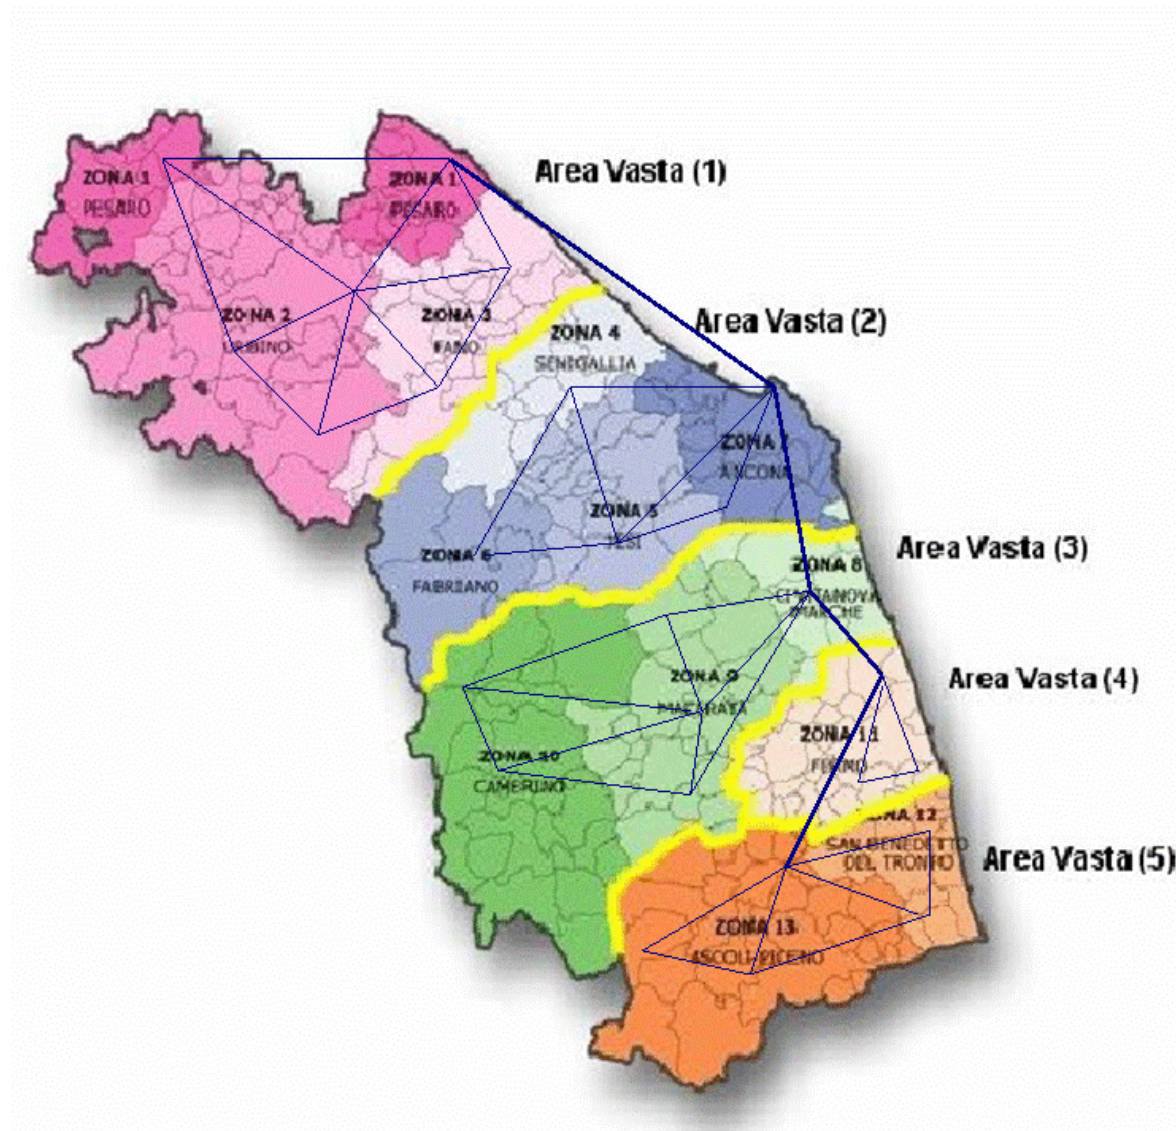 ZONA 1
PESARO
ZONA 1
PESARO
Area Vasta (1)
ZONA 2
URBINO
ZONA 3
FANO
ZONA 4
SENIGALLIA
Area Vasta (2)
ZONA 7
ANCONA
ZONA 5
JESI
ZONA 6
FABRIANO
Area Vasta (3)
ZONA 8
CIVITANOVA
MARCHE
ZONA 9
MACARATA
Area Vasta (4)
ZONA 11
FERMO
ZONA 10
CAMERINO
ZONA 12
SAN BENEDETTO
DEL TRONTO
Area Vasta (5)
ZONA 13
ASCOLI PICENO